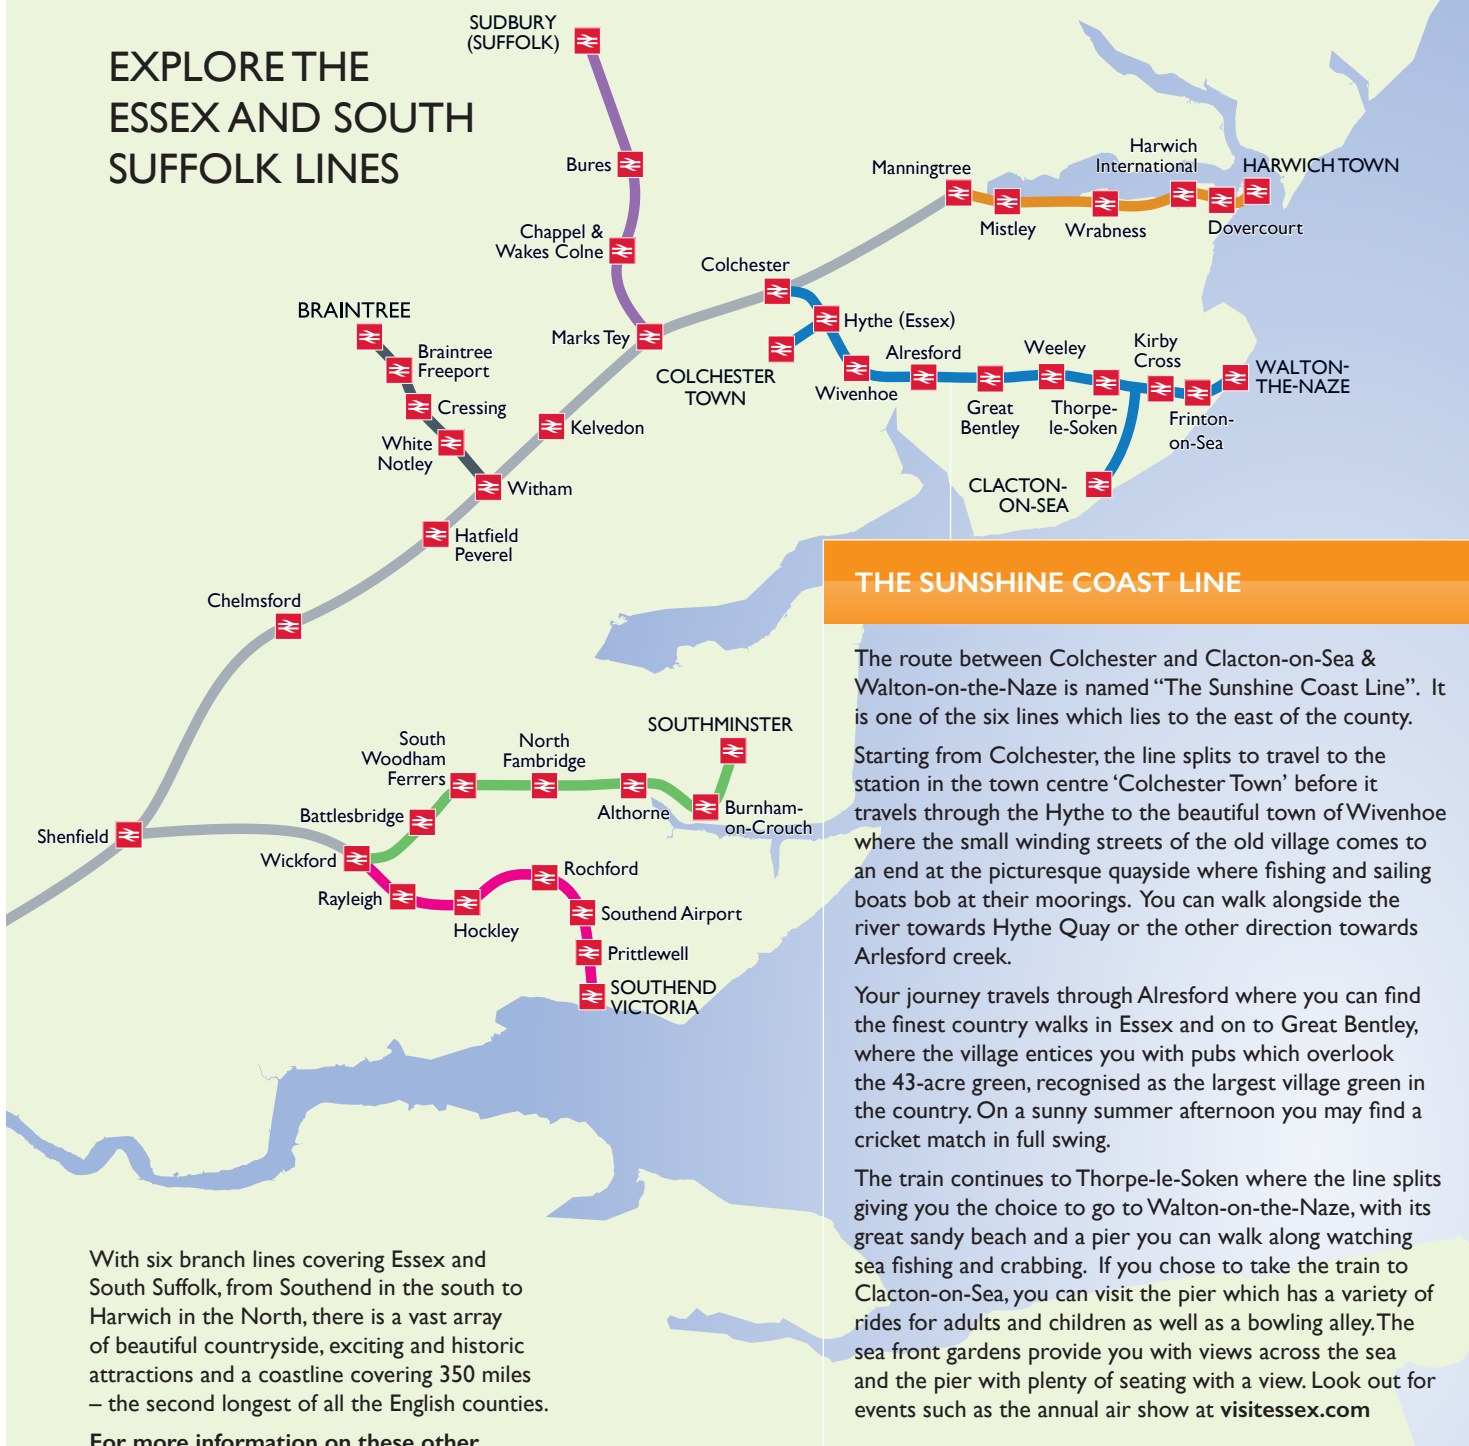 EXPLORE THE
ESSEX AND SOUTH
SUFFOLK LINES
SUDBURY
(SUFFOLK)
Bures
Chappel &
Wakes Colne
Marks Tey
Colchester
Manningtree
Mistley
Wrabness
Harwich
International
Dovercourt
HARWICH TOWN
Hythe (Essex)
COLCHESTER
TOWN
Wivenhoe
Alresford
Great
Bentley
Weeley
Thorpe-
le-Soken
Kirby
Cross
Frinton-
on-Sea
WALTON-
THE-NAZE
CLACTON-
ON-SEA
BRAINTREE
Braintree
Freeport
Cressing
White
Notley
Witham
Kelvedon
Hatfield
Peverel
Chelmsford
Shenfield
Wickford
Battlesbridge
South
Woodham
Ferrers
North
Fambridge
Althorne
Burnham-
on-Crouch
SOUTHMINSTER
Rayleigh
Hockley
Rochford
Southend Airport
Prittlewell
SOUTHEND
VICTORIA
With six branch lines covering Essex and
South Suffolk, from Southend in the south to
Harwich in the North, there is a vast array
of beautiful countryside, exciting and historic
attractions and a coastline covering 350 miles
– the second longest of all the English counties.
For more information on these other
THE SUNSHINE COAST LINE
The route between Colchester and Clacton-on-Sea &
Walton-on-the-Naze is named “The Sunshine Coast Line”. It
is one of the six lines which lies to the east of the county.
Starting from Colchester, the line splits to travel to the
station in the town centre ‘Colchester Town’ before it
travels through the Hythe to the beautiful town of Wivenhoe
where the small winding streets of the old village comes to
an end at the picturesque quayside where fishing and sailing
boats bob at their moorings. You can walk alongside the
river towards Hythe Quay or the other direction towards
Arlesford creek.
Your journey travels through Alresford where you can find
the finest country walks in Essex and on to Great Bentley,
where the village entices you with pubs which overlook
the 43-acre green, recognised as the largest village green in
the country. On a sunny summer afternoon you may find a
cricket match in full swing.
The train continues to Thorpe-le-Soken where the line splits
giving you the choice to go to Walton-on-the-Naze, with its
great sandy beach and a pier you can walk along watching
sea fishing and crabbing. If you chose to take the train to
Clacton-on-Sea, you can visit the pier which has a variety of
rides for adults and children as well as a bowling alley. The
sea front gardens provide you with views across the sea
and the pier with plenty of seating with a view. Look out for
events such as the annual air show at visitessex.com